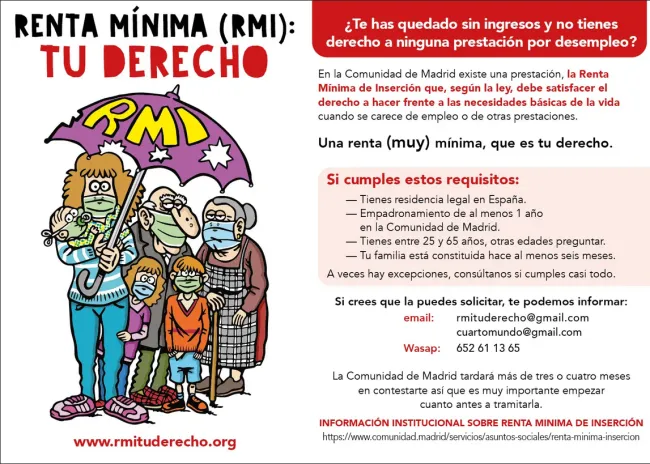 RENTA MÍNIMA (RMI):
TU DERECHO
RMI
www.rmituderecho.org
¿Te has quedado sin ingresos y no tienes
derecho a ninguna prestación por desempleo?
En la Comunidad de Madrid existe una prestación, la Renta
Mínima de Inserción que, según la ley, debe satisfacer el
derecho a hacer frente a las necesidades básicas de la vida
cuando se carece de empleo o de otras prestaciones.
Una renta (muy) mínima, que es tu derecho.
Si cumples estos requisitos:
— Tienes residencia legal en España.
— Empadronamiento de al menos 1 año
en la Comunidad de Madrid.
— Tienes entre 25 y 65 años, otras edades preguntar.
— Tu familia está constituida hace al menos seis meses.
A veces hay excepciones, consúltanos si cumples casi todo.
Si crees que la puedes solicitar, te podemos informar:
email: rmituderecho@gmail.com
cuartomundo@gmail.com
Wasap: 652 61 13 65
La Comunidad de Madrid tardará más de tres o cuatro meses
en contestarte así que es muy importante empezar
cuanto antes a tramitarla.
INFORMACIÓN INSTITUCIONAL SOBRE RENTA MINIMA DE INSERCIÓN
https://www.comunidad.madrid/servicios/asuntos-sociales/renta-minima-insercion